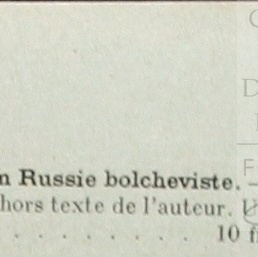 n Russie bolcheviste. —
hors texte de l'auteur.
. . . . . . . . 10 f